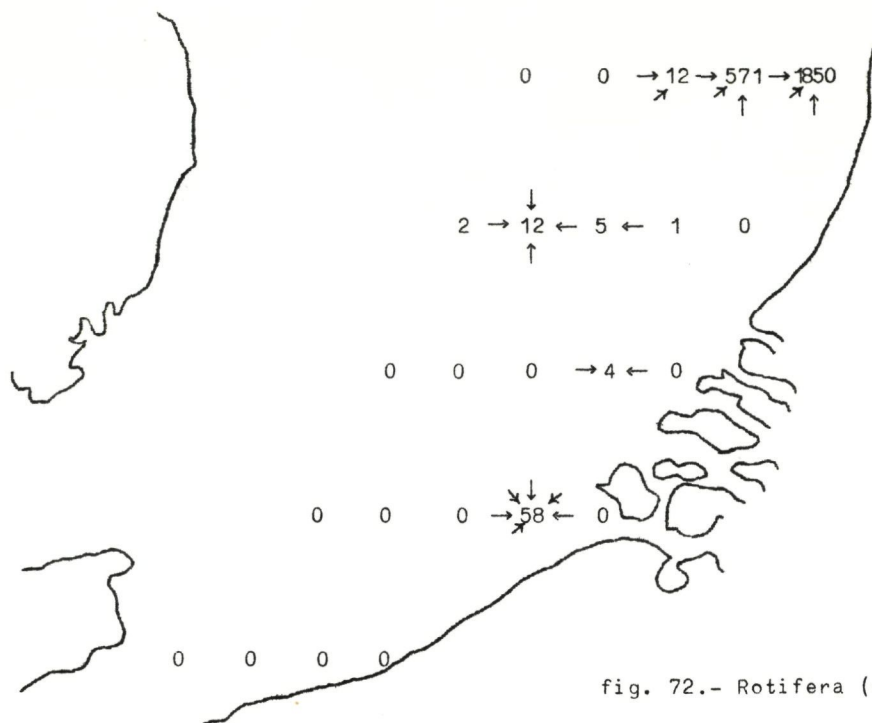 0 0 →12→571→1850
2 →12← 5 ← 1 0
0 0 0 →4← 0
0 0 0 →58← 0
0 0 0 0
fig. 72.- Rotifera (